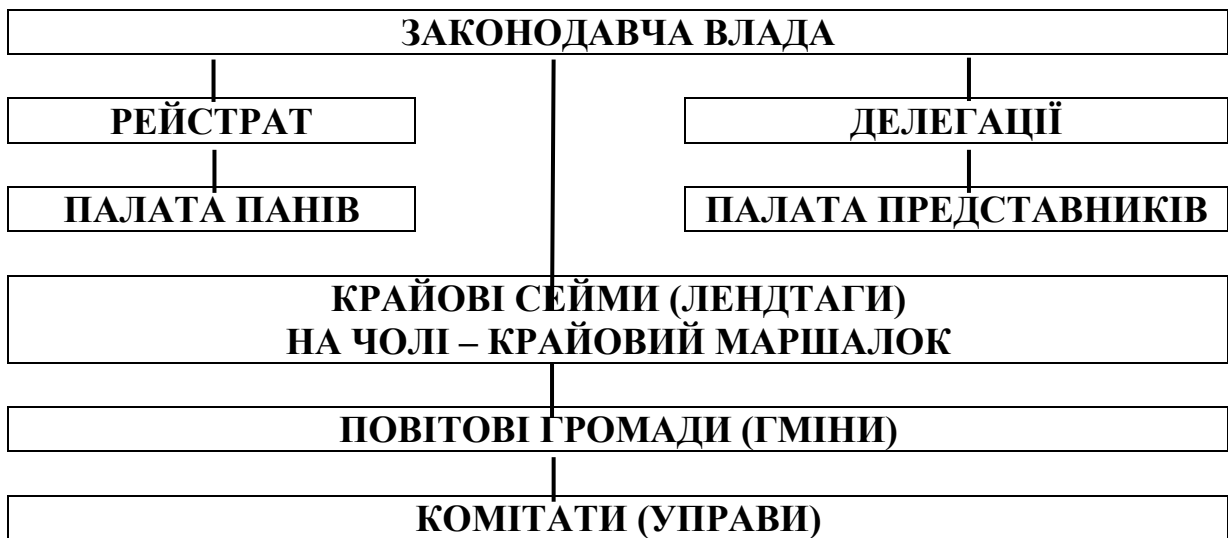 ЗАКОНОДАВЧА ВЛАДА
РЕЙСТРАТ
ДЕЛЕГАЦІЇ
ПАЛАТА ПАНІВ
ПАЛАТА ПРЕДСТАВНИКІВ
КРАЙОВІ СЕЙМИ (ЛЕНДТАГИ)
НА ЧОЛІ – КРАЙОВИЙ МАРШАЛОК
ПОВІТОВІ ГРОМАДИ (ГМІНИ)
КОМІТАТИ (УПРАВИ)